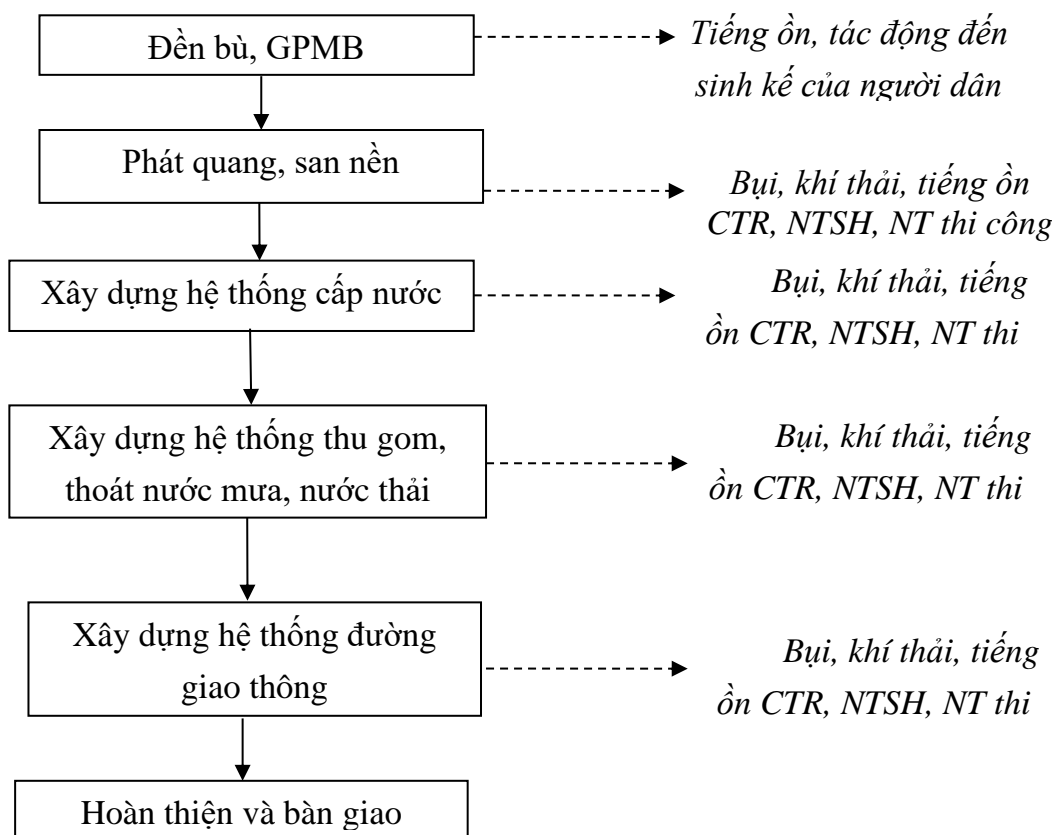 Đền bù, GPMB
Tiếng ồn, tác động đến
sinh kế của người dân
Phát quang, san nền
Bụi, khí thải, tiếng ồn
CTR, NTSH, NT thi công
Xây dựng hệ thống cấp nước
Bụi, khí thải, tiếng
ồn CTR, NTSH, NT thi
Xây dựng hệ thống thu gom,
thoát nước mưa, nước thải
Bụi, khí thải, tiếng
ồn CTR, NTSH, NT thi
Xây dựng hệ thống đường
giao thông
Bụi, khí thải, tiếng
ồn CTR, NTSH, NT thi
Hoàn thiện và bàn giao